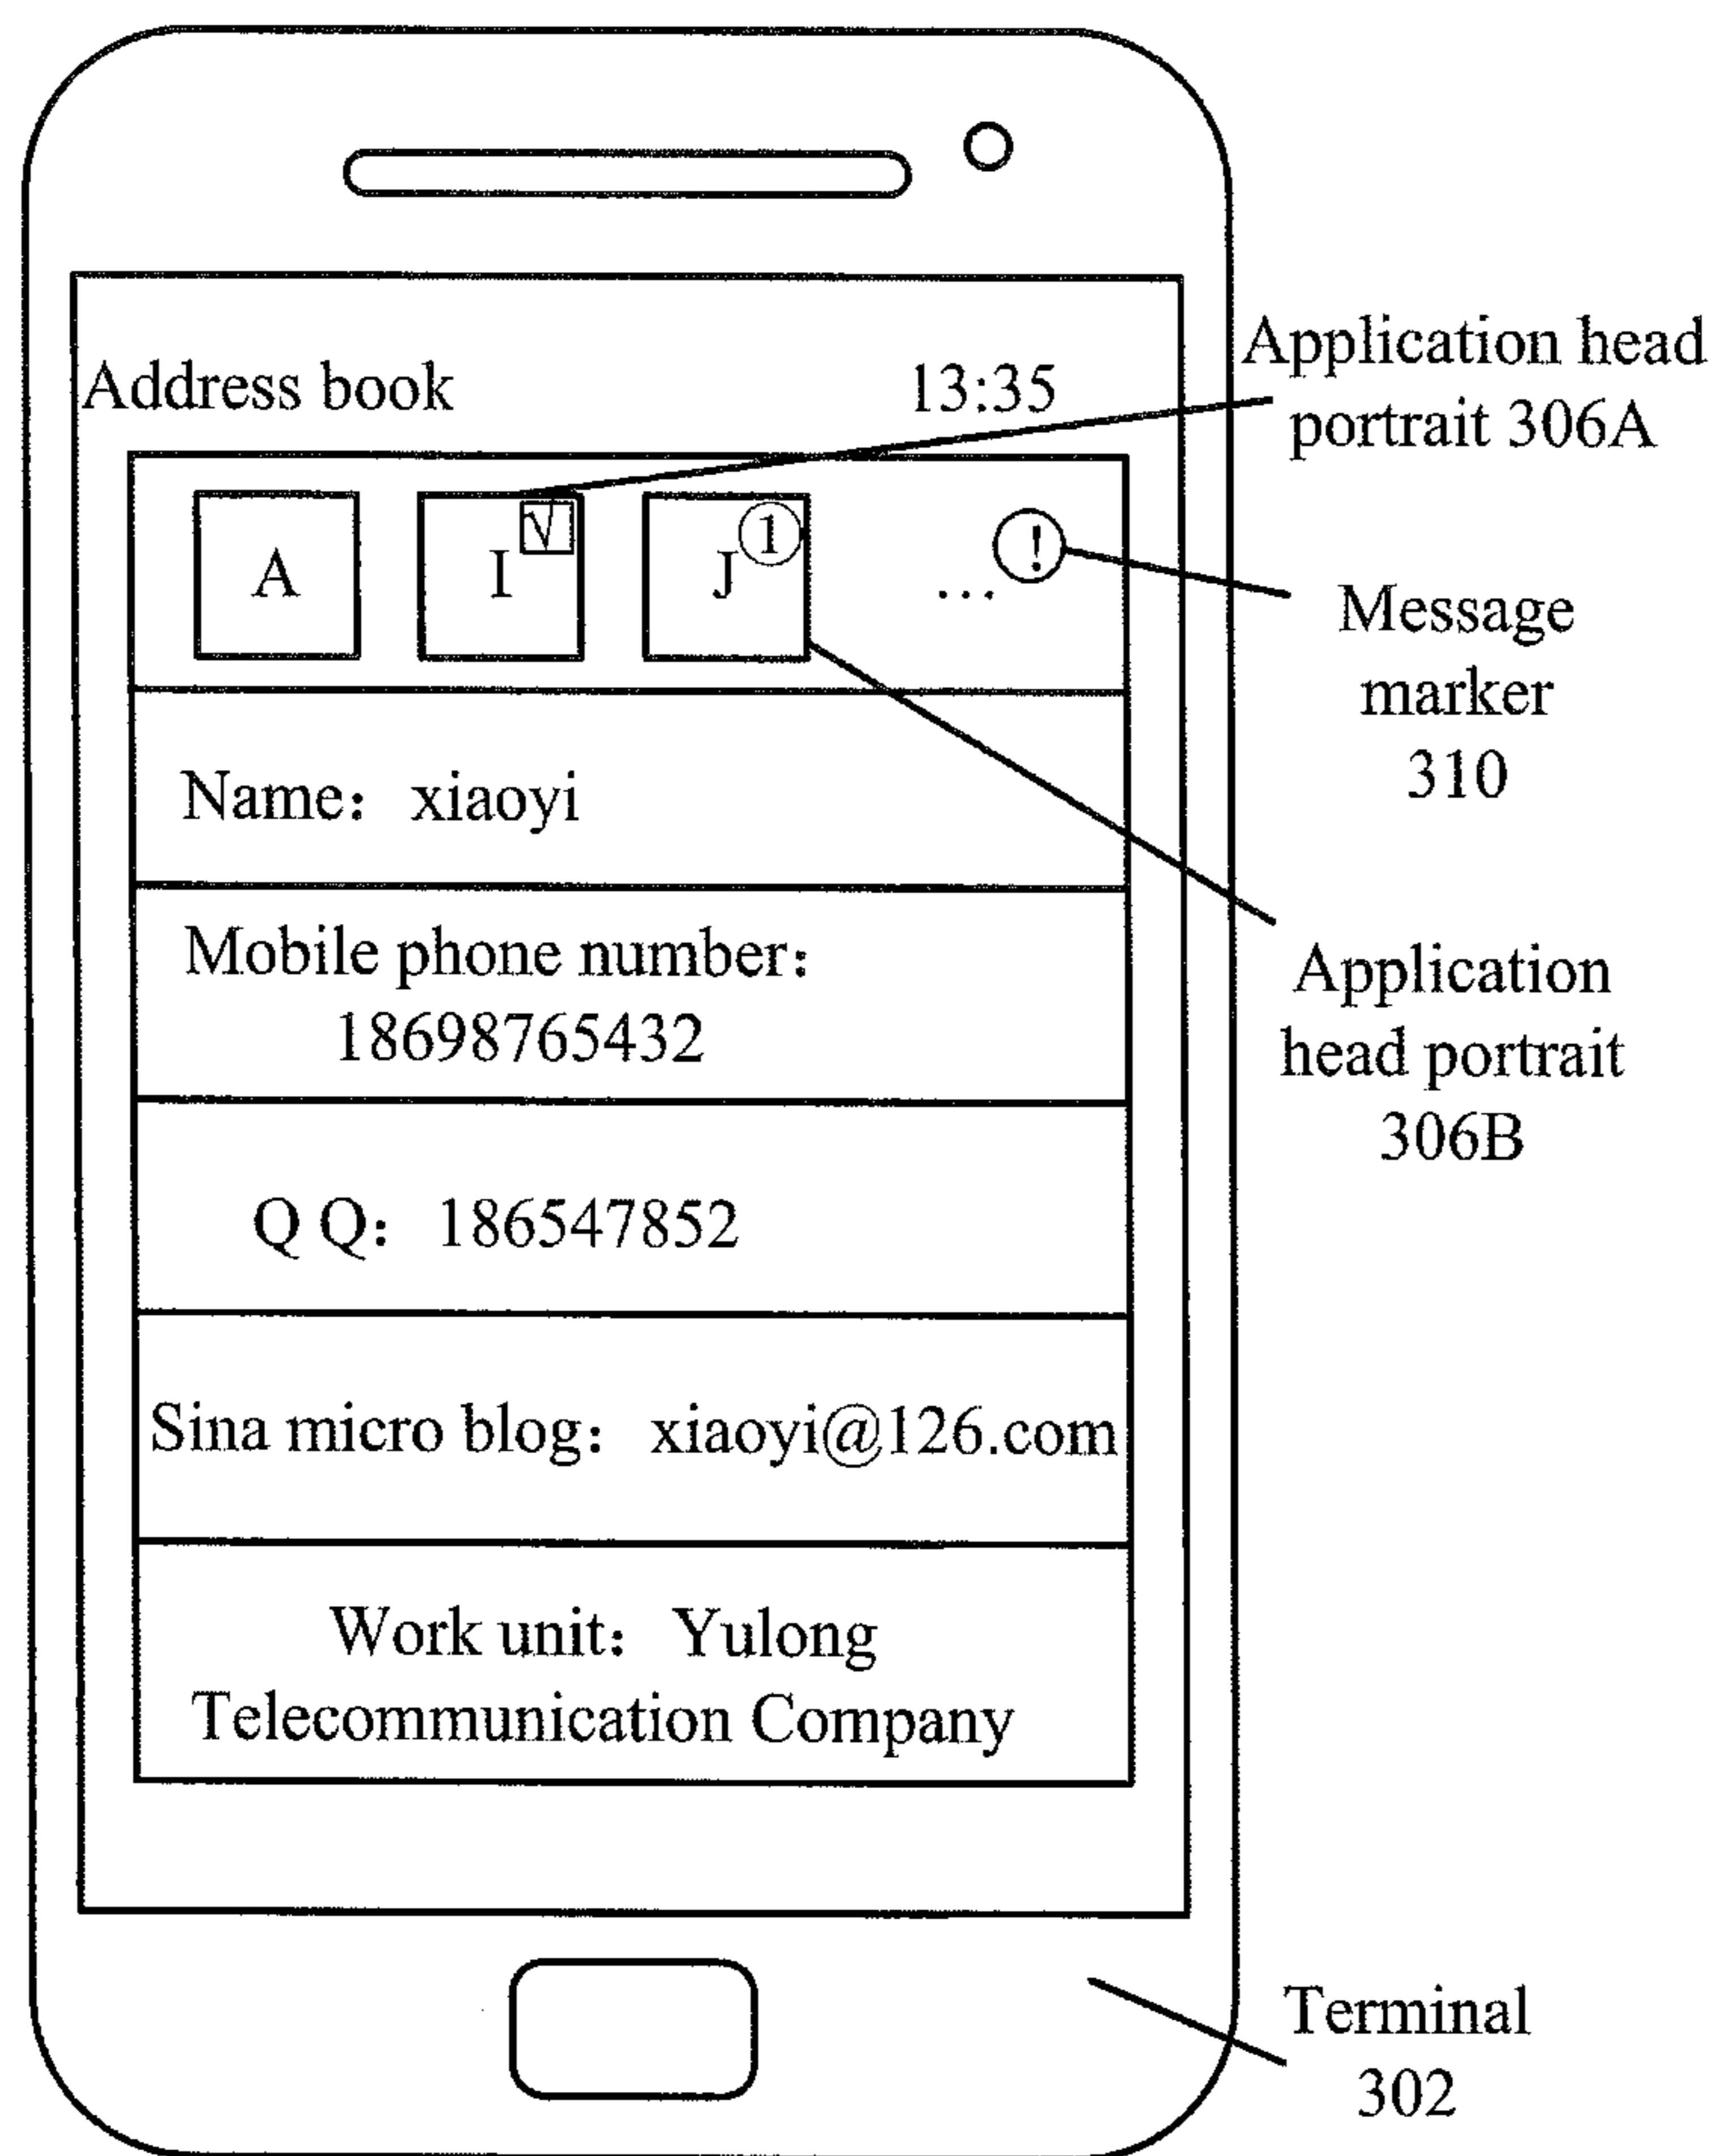 Address book 13:35
A I √ J 1 ... !
Name： xiaoyi
Mobile phone number：
18698765432
Q Q： 186547852
Sina micro blog： xiaoyi@126.com
Work unit： Yulong
Telecommunication Company
Application head
portrait 306A
Message
marker
310
Application
head portrait
306B
Terminal
302